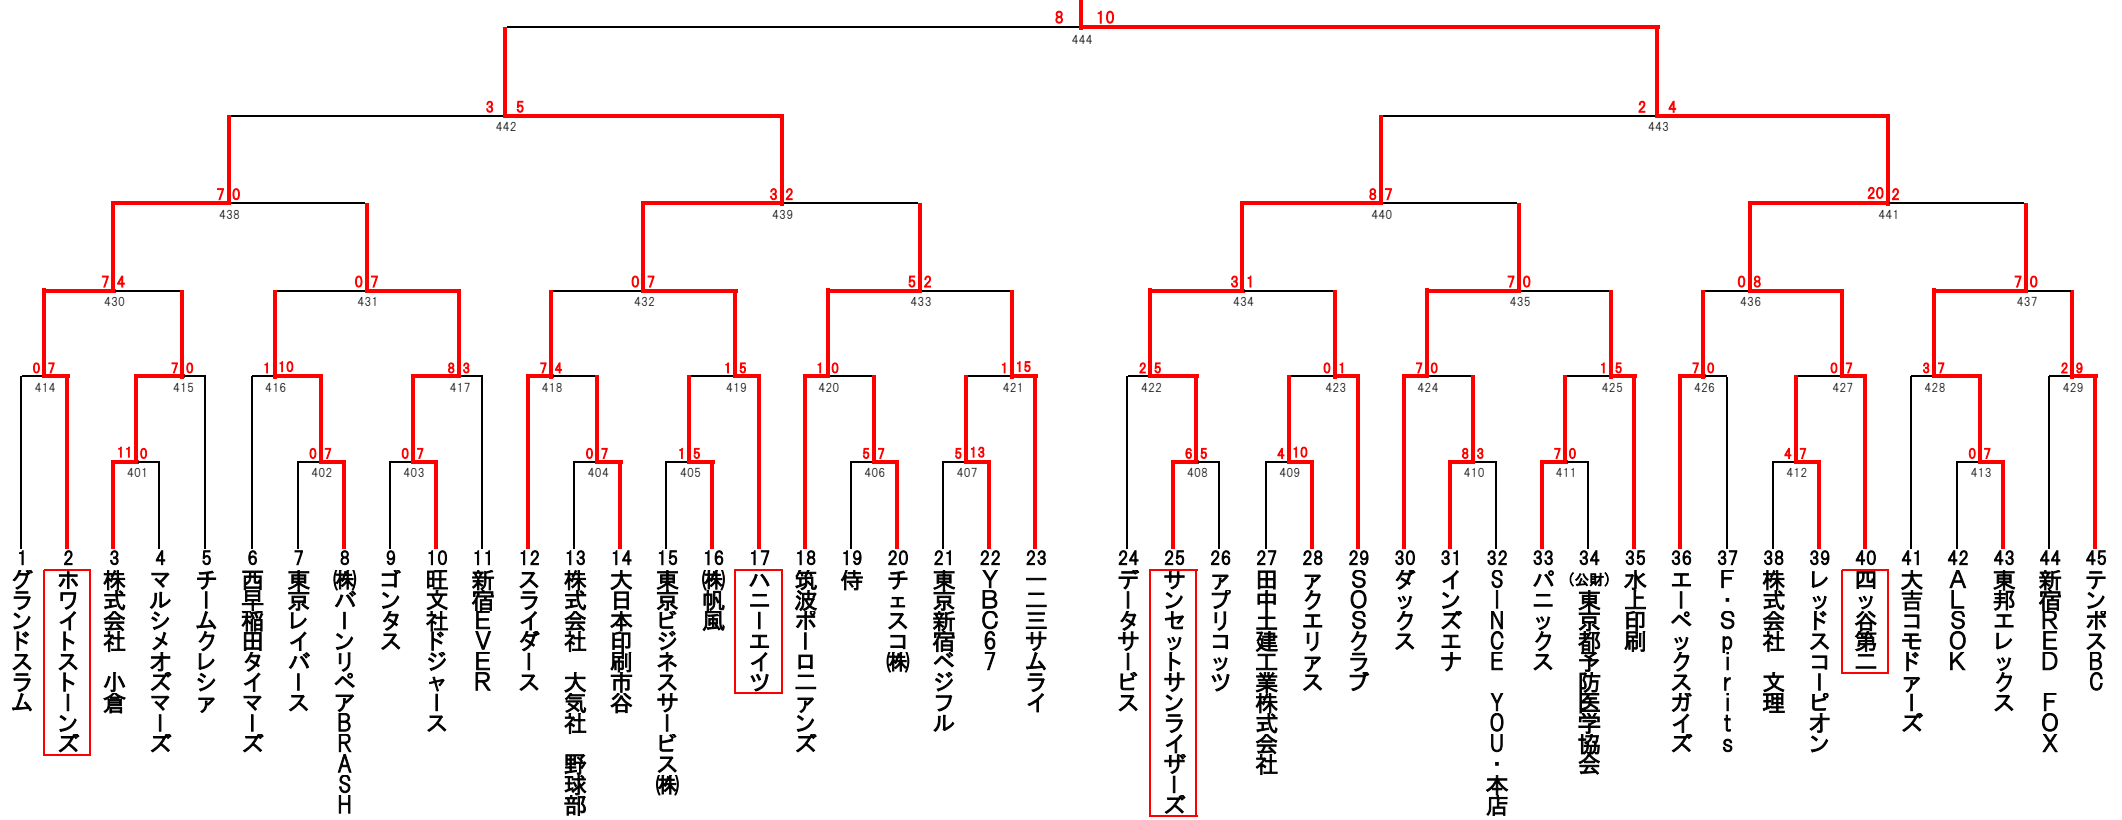 8 10
444
3 5
442
2 4
443
7 0
438
3 2
439
8 7
440
20 2
441
7 4
430
0 7
431
0 7
432
5 2
433
3 1
434
7 0
435
0 8
436
7 0
437
0 7
414
7 0
415
1 10
416
8 3
417
7 4
418
1 5
419
1 0
420
1 15
421
2 5
422
0 1
423
7 0
424
1 5
425
7 0
426
0 7
427
3 7
428
2 9
429
11 0
401
0 7
402
0 7
403
0 7
404
1 5
405
5 7
406
5 13
407
6 5
408
4 10
409
8 3
410
7 0
411
4 7
412
0 7
413
1 グランドスラム
2 ホワイトストーンズ
3 株式会社 小倉
4 マルシメオズマーズ
5 チームクレシァ
6 西早稲田タイマーズ
7 東京レイバース
8 ㈱バーンリペアBRASH
9 ゴンタス
10 旺文社ドジャース
11 新宿EVER
12 スライダース
13 株式会社 大気社 野球部
14 大日本印刷市谷
15 東京ビジネスサービス㈱
16 ㈱帆風
17 ハニーエイツ
18 筑波ポーロニァンズ
19 侍
20 チェスコ㈱
21 東京新宿ベジフル
22 YBC67
23 一二三サムライ
24 データサービス
25 サンセットサンライザーズ
26 ァプリコッツ
27 田中土建工業株式会社
28 ァクエリァス
29 SOSクラブ
30 ダックス
31 インズエナ
32 SINCE YOU・本店
33 パニックス
34 (公財)東京都予防医学協会
35 水上印刷
36 エーペックスガイズ
37 F・Spirits
38 株式会社 文理
39 レッドスコーピオン
40 四ッ谷第二
41 大吉コモドァーズ
42 ALSOK
43 東邦エレックス
44 新宿RED FOX
45 テンポスBC